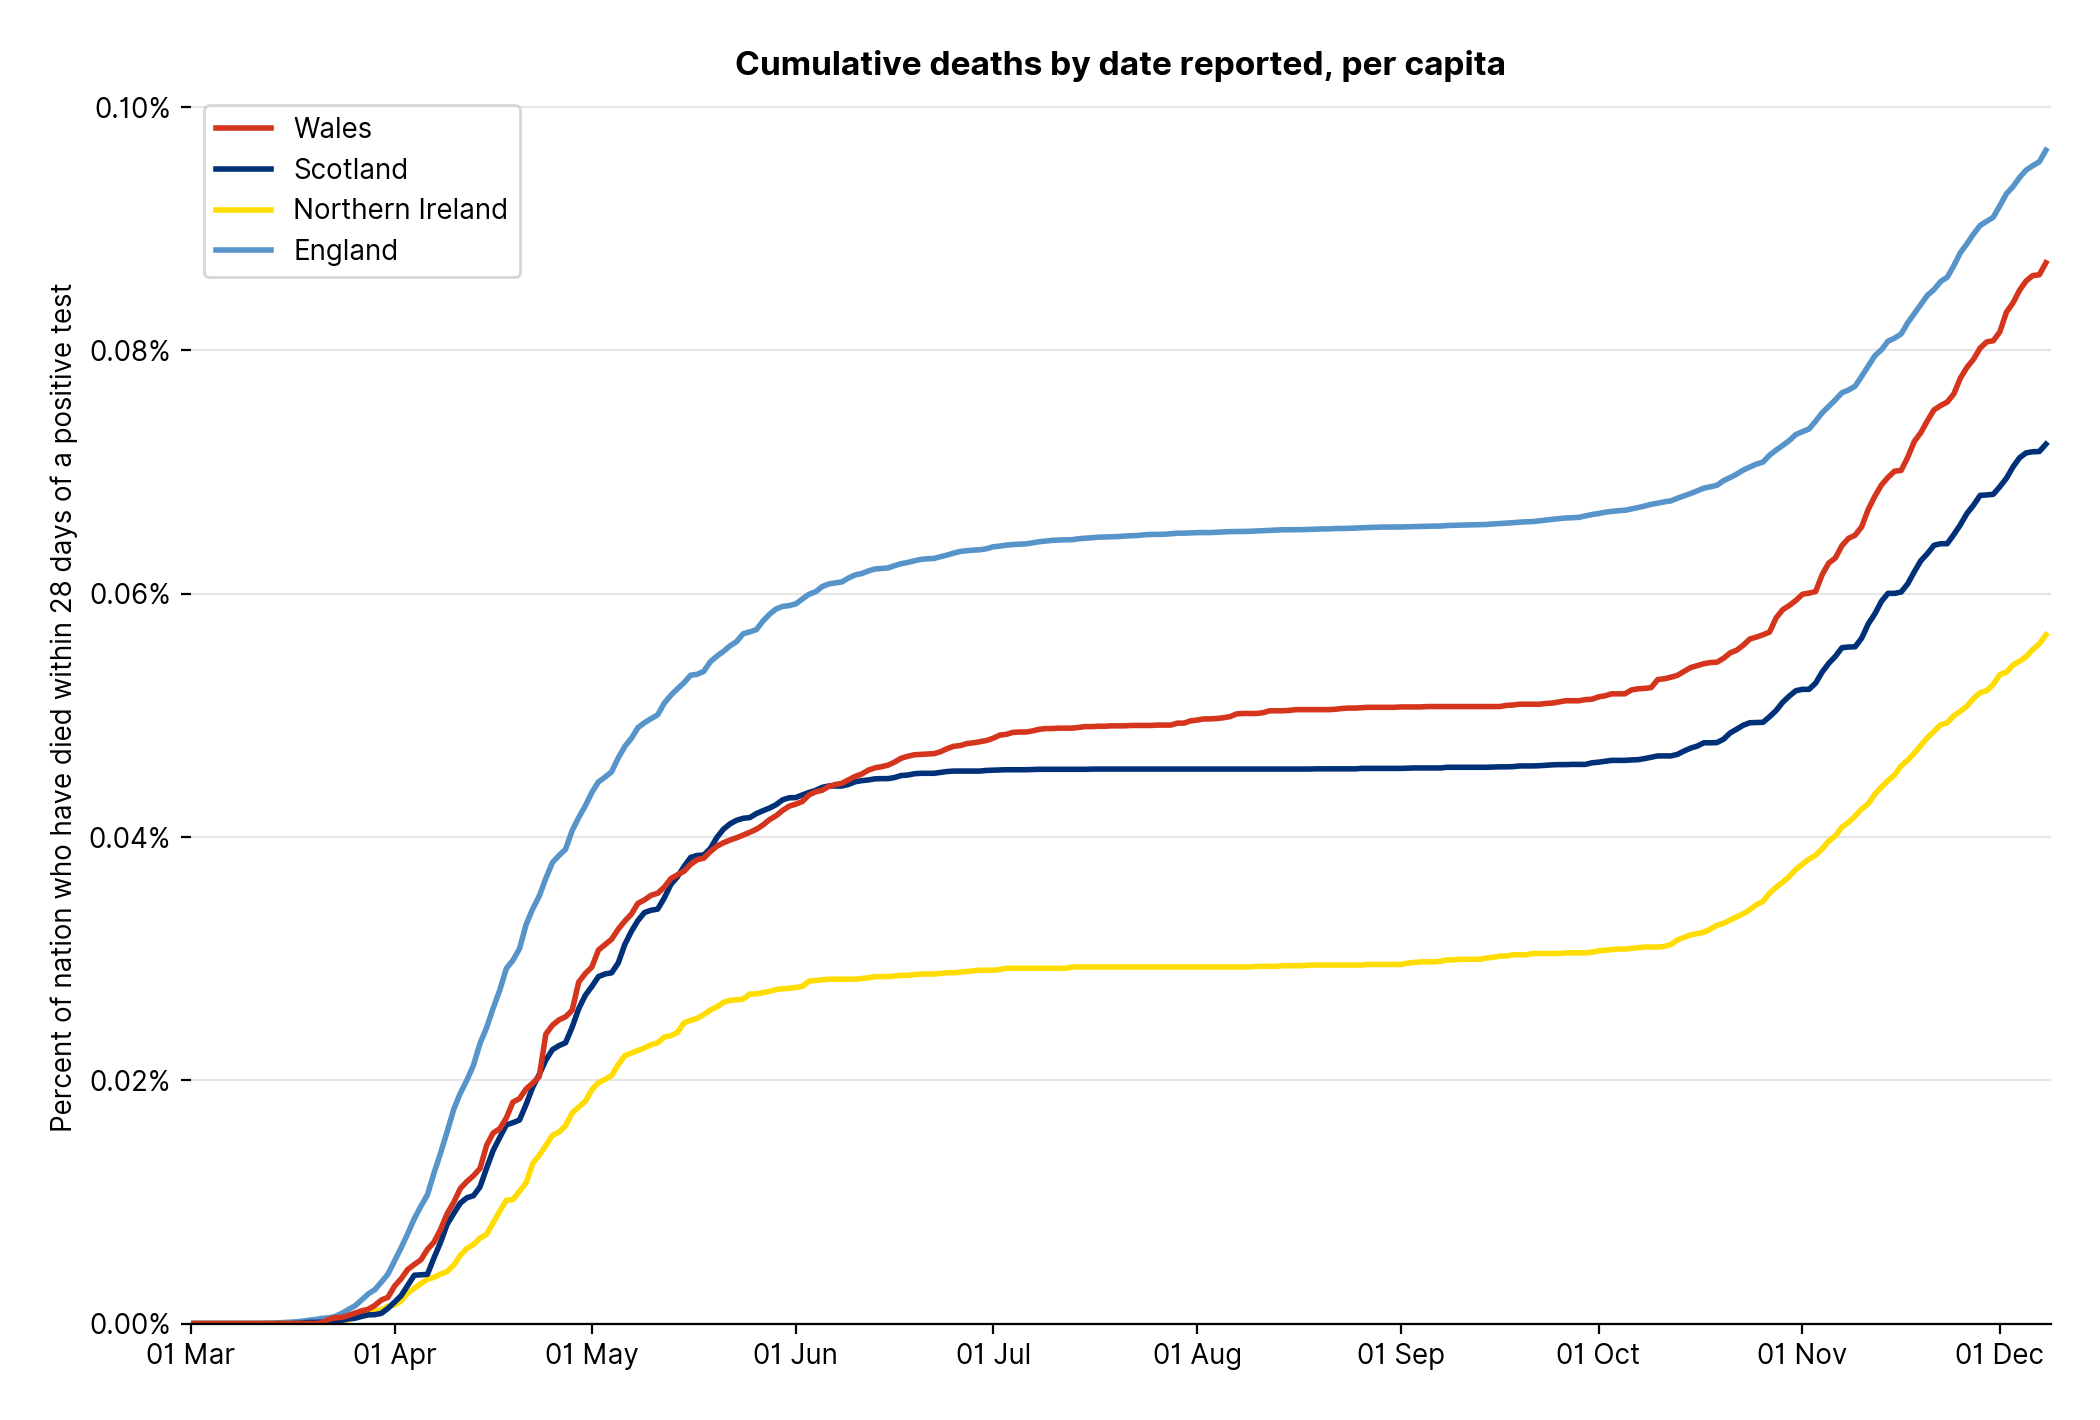 Cumulative deaths by date reported, per capita
Percent of nation who have died within 28 days of a positive test
0.10%
0.08%
0.06%
0.04%
0.02%
0.00%
Wales
Scotland
Northern Ireland
England
01 Mar
01 Apr
01 May
01 Jun
01 Jul
01 Aug
01 Sep
01 Oct
01 Nov
01 Dec